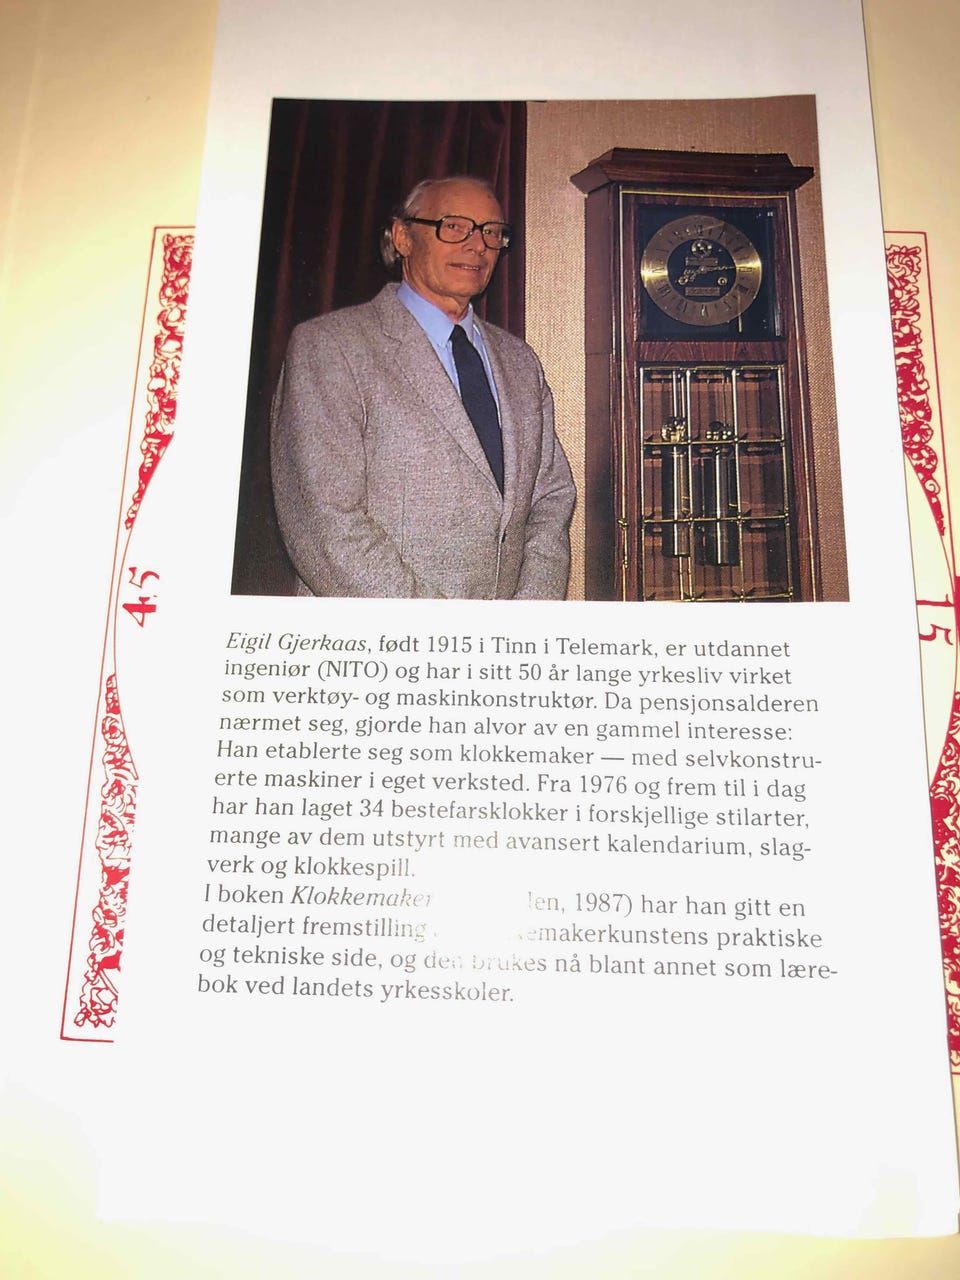 45
15
Eigil Gjerkaas, født 1915 i Tinn i Telemark, er utdannet
ingeniør (NITO) og har i sitt 50 år lange yrkesliv virket
som verktøy- og maskinkonstruktør. Da pensjonsalderen
nærmet seg, gjorde han alvor av en gammel interesse:
Han etablerte seg som klokkemaker — med selvkonstru-
erte maskiner i eget verksted. Fra 1976 og frem til i dag
har han laget 34 bestefarsklokker i forskjellige stilarter,
mange av dem utstyrt med avansert kalendarium, slag-
verk og klokkespill.
I boken 1987) har han gitt en
detaljert fremstilling praktiske
og tekniske side, og den brukes nå blant annet som lære-
bok ved landets yrkesskoler.